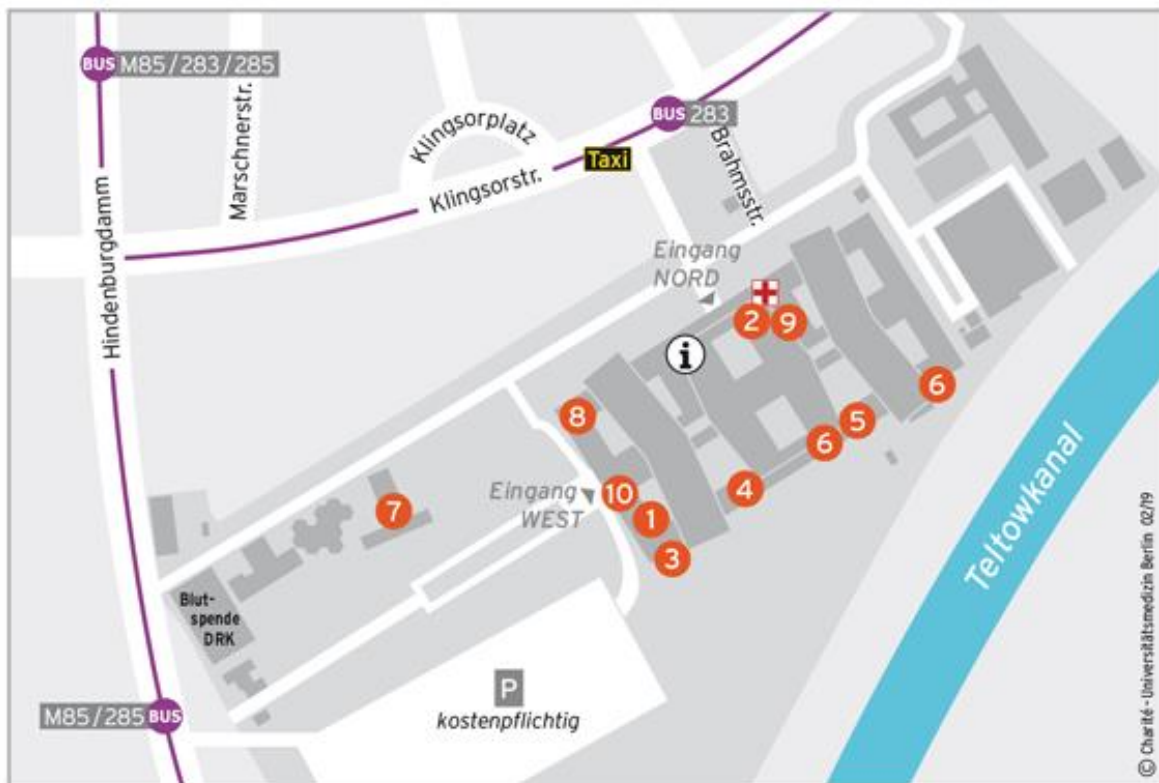 BUS M85/283/285
Marschnerstr.
Klingsorplatz
BUS 283
Taxi
Klingsorstr.
Brahmsstr.
Hindenburgdamm
Eingang
NORD
2
9
i
8
6
5
6
Eingang
WEST
10
4
7
1
3
Teltowkanal
Blut-
spende
DRK
P
kostenpflichtig
M85/285 BUS
© Charité - Universitätsmedizin Berlin 02/19